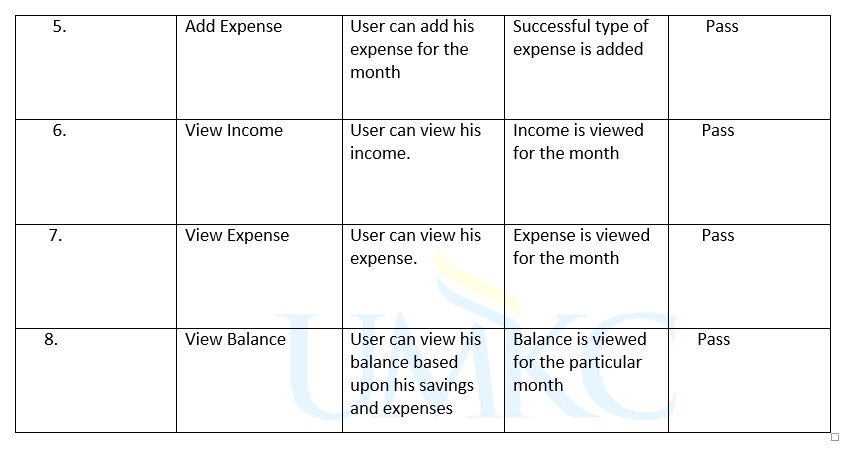 5. Add Expense User can add his Successful type of Pass
expense for the expense is added
month
6. View Income User can view his Income is viewed Pass
income. for the month
7. View Expense User can view his Expense is viewed Pass
expense. for the month
8. View Balance User can view his Balance is viewed Pass
balance based for the particular
upon his savings month
and expenses
UMKC